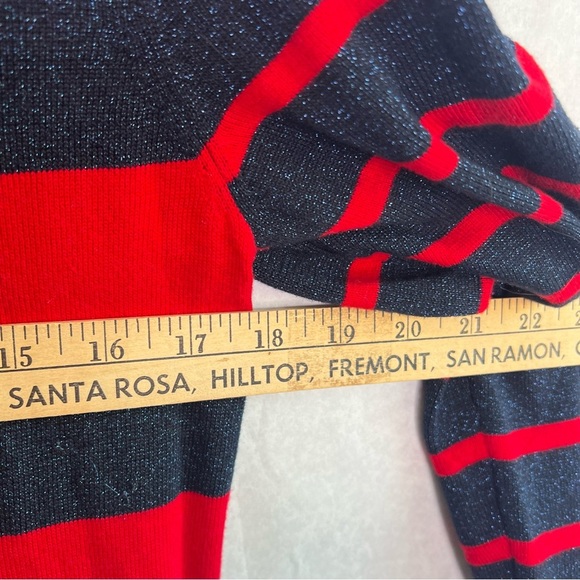 15 16 17 18 19 20 21 22
SANTA ROSA, HILLTOP, FREMONT, SAN RAMON,